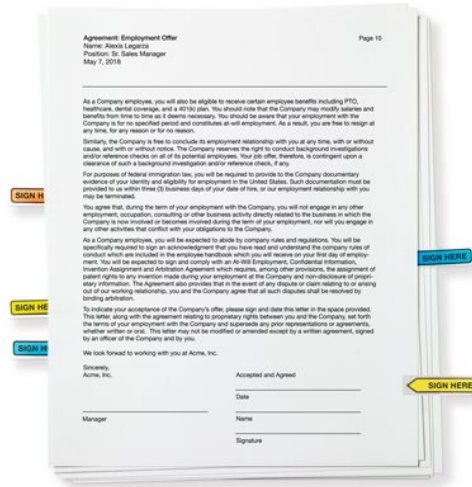 Agreement: Employment Offer
Page 10
Name: Alexis Legarza
Position: Sr. Sales Manager
May 7, 2018
As a Company employee, you will also be eligible to receive certain employee benefits including PTO,
healthcare, dental coverage, and a 401(k) plan. You should note that the Company may modify salaries and
benefits from time to time as it deems necessary. You should be aware that your employment with the
Company is for no specified period and constitutes at-will employment. As a result, you are free to resign at
any time, for any reason or for no reason.
Similarly, the Company is free to conclude its employment relationship with you at any time, with or without
cause, and with or without notice. The Company reserves the right to conduct background investigations
and/or reference checks on all of its potential employees. Your job offer, therefore, is contingent upon a
clearance of such a background investigation and/or reference check, if any.
For purposes of federal immigration law, you will be required to provide to the Company documentary
evidence of your identity and eligibility for employment in the United States. Such documentation must be
provided to us within three (3) business days of your date of hire, or our employment relationship with you
may be terminated.
You agree that, during the term of your employment with the Company, you will not engage in any other
employment, occupation, consulting or other business activity directly related to the business in which the
Company is now involved or becomes involved during the term of your employment, nor will you engage in
any other activities that conflict with your obligations to the Company.
As a Company employee, you will be expected to abide by company rules and regulations. You will be
specifically required to sign an acknowledgment that you have read and understand the company rules of
conduct which are included in the employee handbook which you will receive on your first day of employ-
ment. You will be expected to sign and comply with an At-Will Employment, Confidential Information,
Invention Assignment and Arbitration Agreement which requires, among other provisions, the assignment of
patent rights to any invention made during your employment at the Company and non-disclosure of propri-
etary information. The Agreement also provides that in the event of any dispute or claim relating to or arising
out of our working relationship, you and the Company agree that all such disputes shall be resolved by
binding arbitration.
To indicate your acceptance of the Company's offer, please sign and date this letter in the space provided.
This letter, along with the agreement relating to proprietary rights between you and the Company, set forth
the terms of your employment with the Company and supersede any prior representations or agreements,
whether written or oral. This letter may not be modified or amended except by a written agreement, signed
by an officer of the Company and by you.
We look forward to working with you at Acme, Inc.
Sincerely,
Acme, Inc.
Accepted and Agreed
Date
Manager
Name
Signature
SIGN H
SIGN HE
SIGN H
SIGN HERE
SIGN HERE